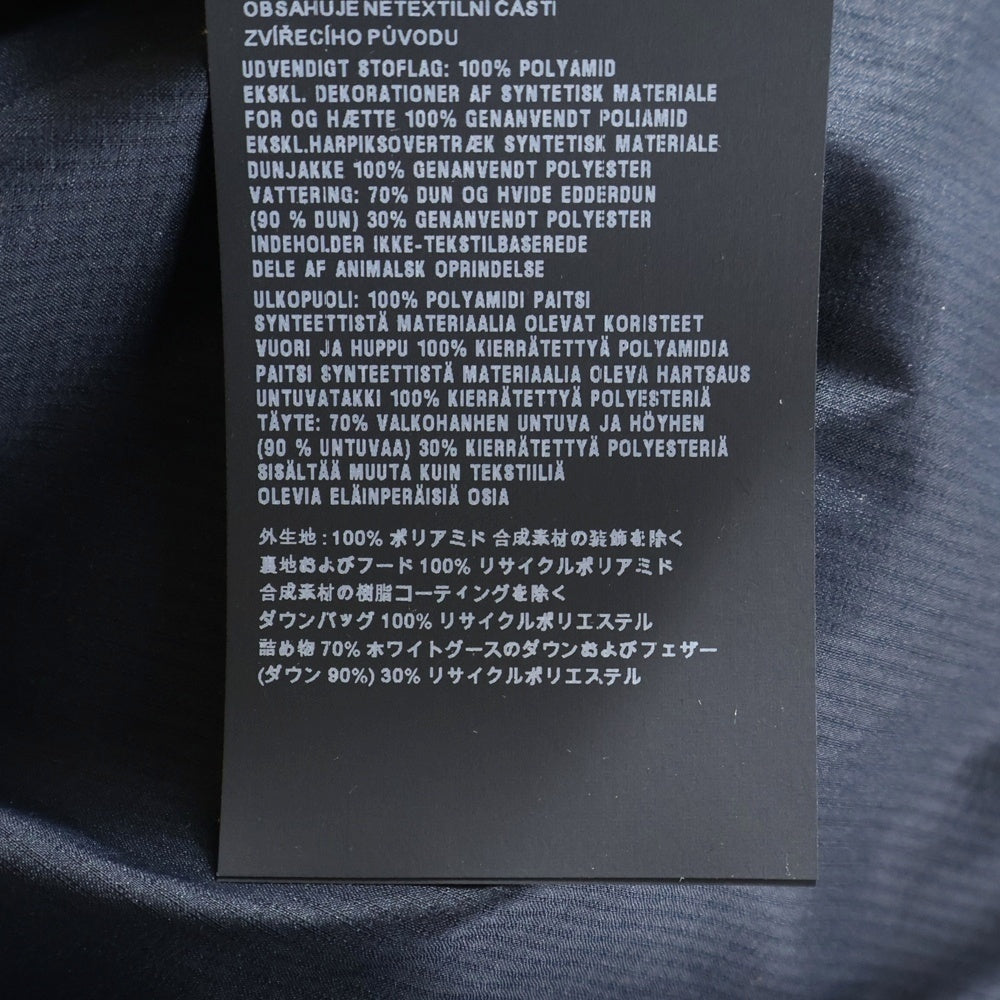 OBSAHUJE NETEXTILNÍ ČÁSTI
ZVÍŘECÍHO PŮVODU
UDVENDIGT STOFLAG: 100% POLYAMID
EKSKL. DEKORATIONER AF SYNTETISK MATERIALE
FOR OG HÆTTE 100% GENANVENDT POLIAMID
EKSKL.HARPIKSOVERTRÆK SYNTETISK MATERIALE
DUNJAKKE 100% GENANVENDT POLYESTER
VATTERING: 70% DUN OG HVIDE EDDERDUN
(90 % DUN) 30% GENANVENDT POLYESTER
INDEHOLDER IKKE-TEKSTILBASEREDE
DELE AF ANIMALSK OPRINDELSE
ULKOPUOLI: 100% POLYAMIDI PAITSI
SYNTEETTISTÄ MATERIAALIA OLEVAT KORISTEET
VUORI JA HUPPU 100% KIERRÄTETTYÄ POLYAMIDIA
PAITSI SYNTEETTISTÄ MATERIAALIA OLEVA HARTSAUS
UNTUVATAKKI 100% KIERRÄTETTYÄ POLYESTERIÄ
TÄYTE: 70% VALKOHANHEN UNTUVA JA HÖYHEN
(90 % UNTUVAA) 30% KIERRÄTETTYÄ POLYESTERIÄ
SISÄLTÄÄ MUUTA KUIN TEKSTIILIÄ
OLEVIA ELÄINPERÄISIÄ OSIA
外生地 : 100% ポリアミド 合成素材の装飾を除く
裏地およびフード 100% リサイクルポリアミド
合成素材の樹脂コーティングを除く
ダウンバッグ 100% リサイクルポリエステル
詰め物 70% ホワイトグースのダウンおよびフェザー
(ダウン 90%) 30% リサイクルポリエステル